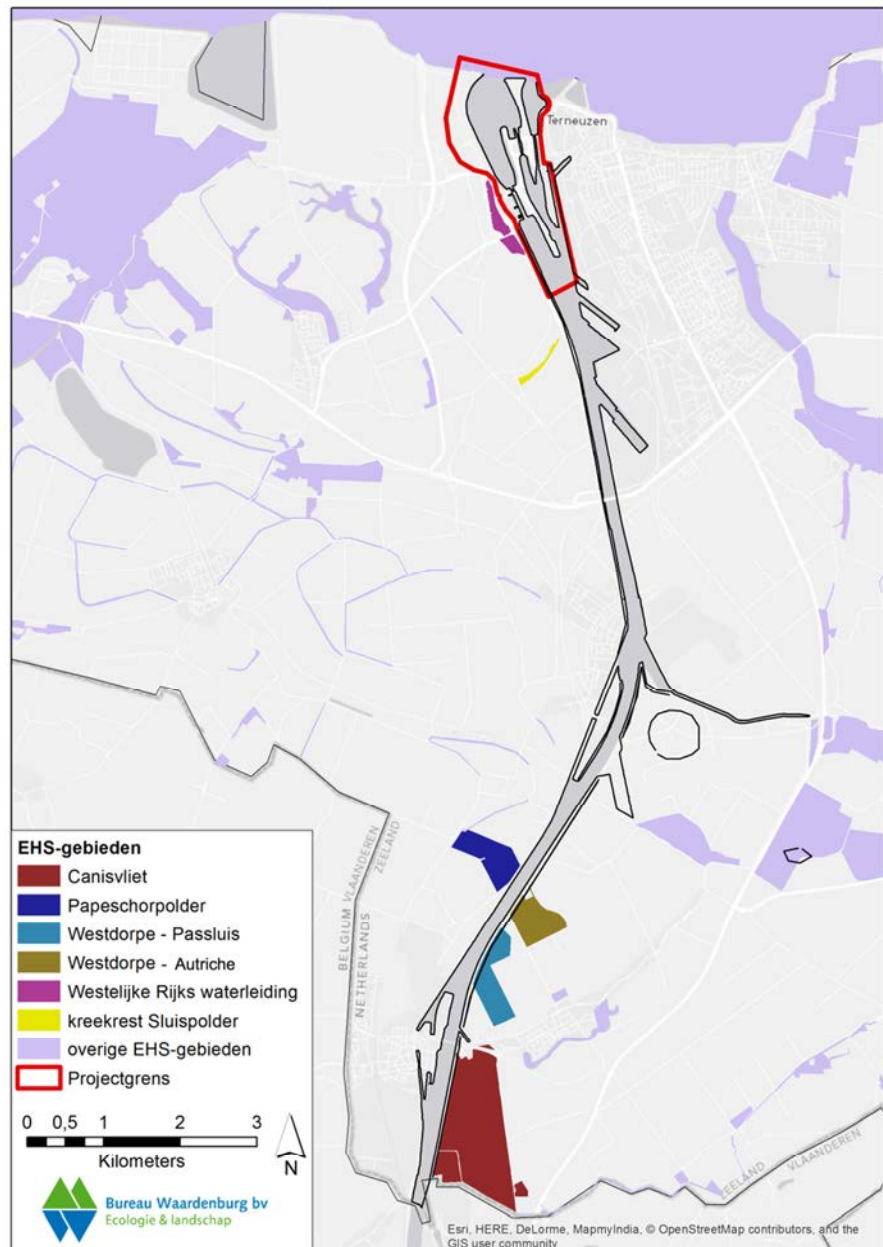 Terneuzen
BELGIUM VLAANDEREN
NETHERLANDS ZEELAND
EHS-gebieden
Canisvliet
Papeschorpolder
Westdorpe - Passluis
Westdorpe - Autriche
Westelijke Rijks waterleiding
kreekrest Sluispolder
overige EHS-gebieden
Projectgrens
0 0,5 1 2 3
Kilometers
N
Bureau Waardenburg bv
Ecologie & landschap
ZEELAND VLAANDEREN
Esri, HERE, DeLorme, MapmyIndia, © OpenStreetMap contributors, and the
GIS user community